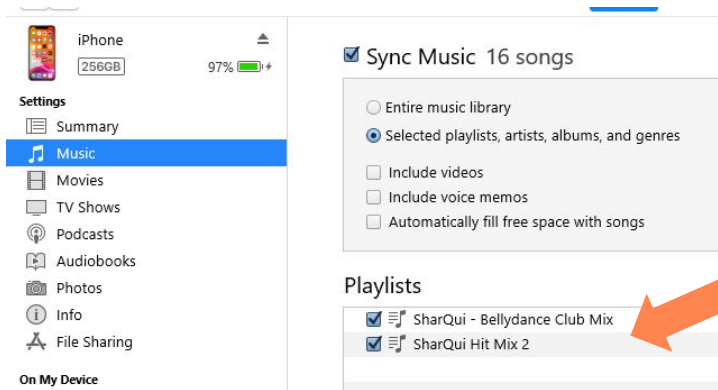 iPhone
256GB 97%
Settings
Summary
Music
Movies
TV Shows
Podcasts
Audiobooks
Photos
Info
File Sharing
On My Device
Sync Music 16 songs
Entire music library
Selected playlists, artists, albums, and genres
Include videos
Include voice memos
Automatically fill free space with songs
Playlists
SharQui - Bellydance Club Mix
SharQui Hit Mix 2